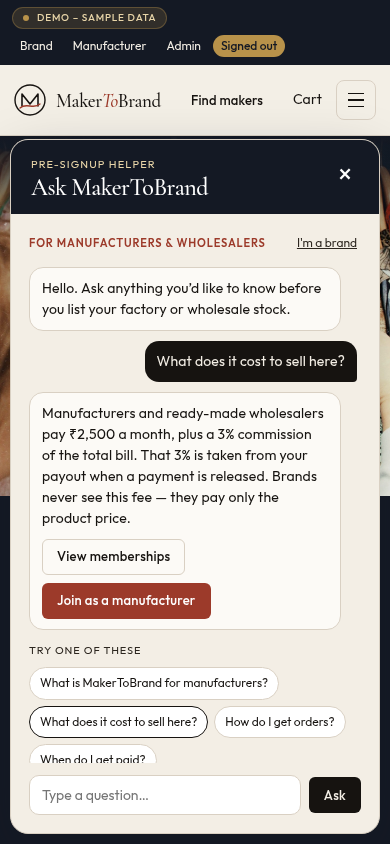 DEMO – SAMPLE DATA
Brand Manufacturer Admin Signed out
MakerToBrand Find makers Cart
PRE-SIGNUP HELPER
Ask MakerToBrand
×
FOR MANUFACTURERS & WHOLESALERS I'm a brand
Hello. Ask anything you'd like to know before
you list your factory or wholesale stock.
What does it cost to sell here?
Manufacturers and ready-made wholesalers
pay ₹2,500 a month, plus a 3% commission
of the total bill. That 3% is taken from your
payout when a payment is released. Brands
never see this fee — they pay only the
product price.
View memberships
Join as a manufacturer
TRY ONE OF THESE
What is MakerToBrand for manufacturers?
What does it cost to sell here? How do I get orders?
When do I get paid?
Type a question... Ask